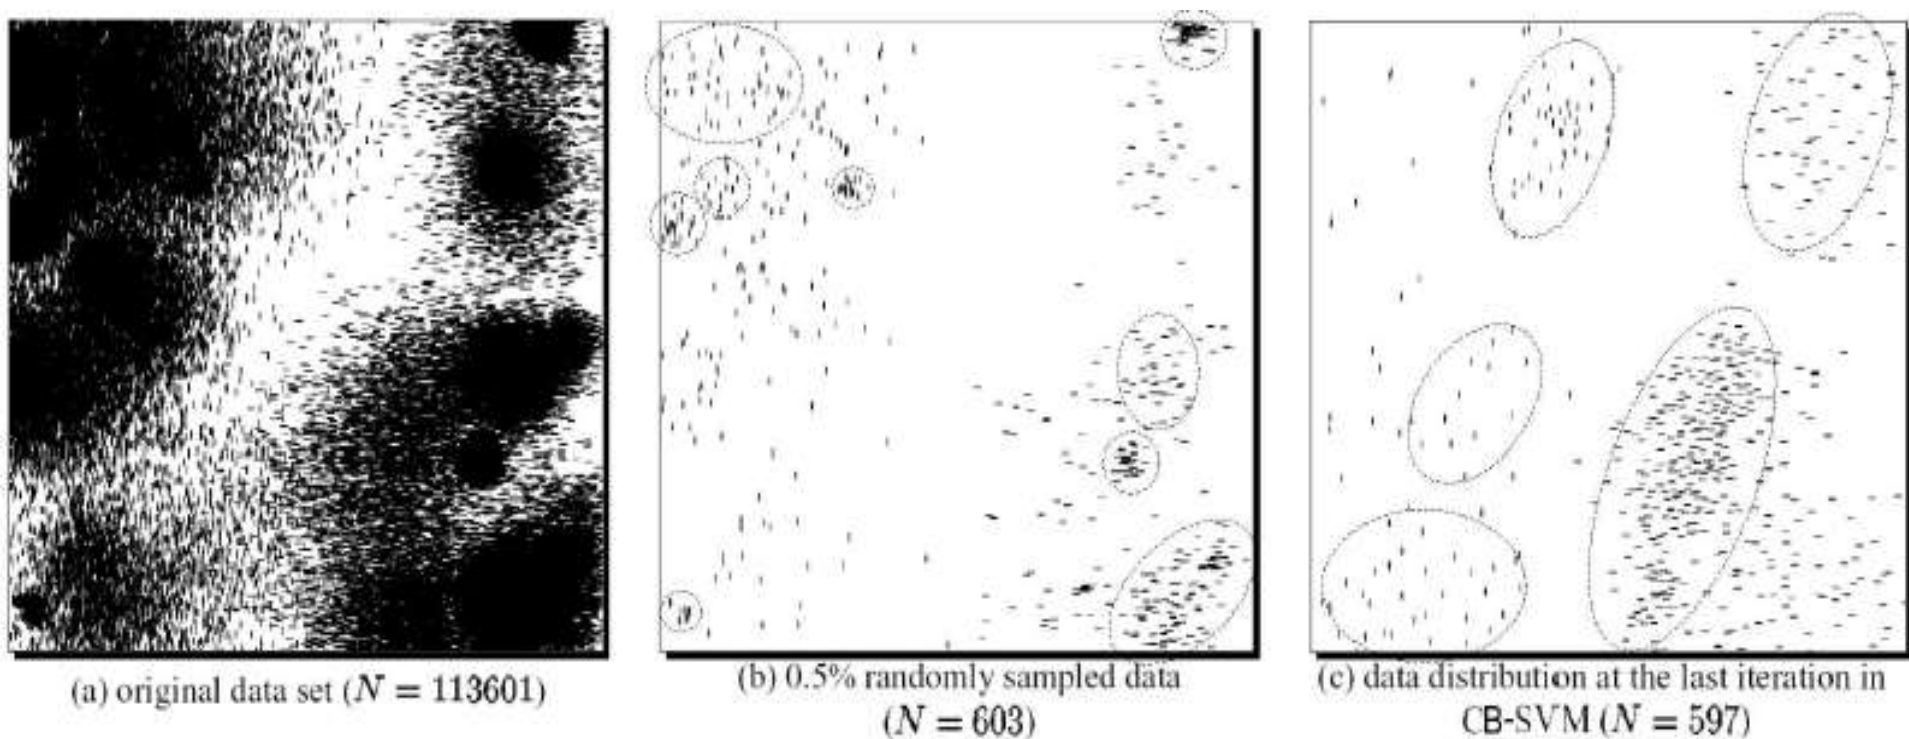 (a) original data set (N = 113601)
(b) 0.5% randomly sampled data
(N = 603)
(c) data distribution at the last iteration in
CB-SVM (N = 597)